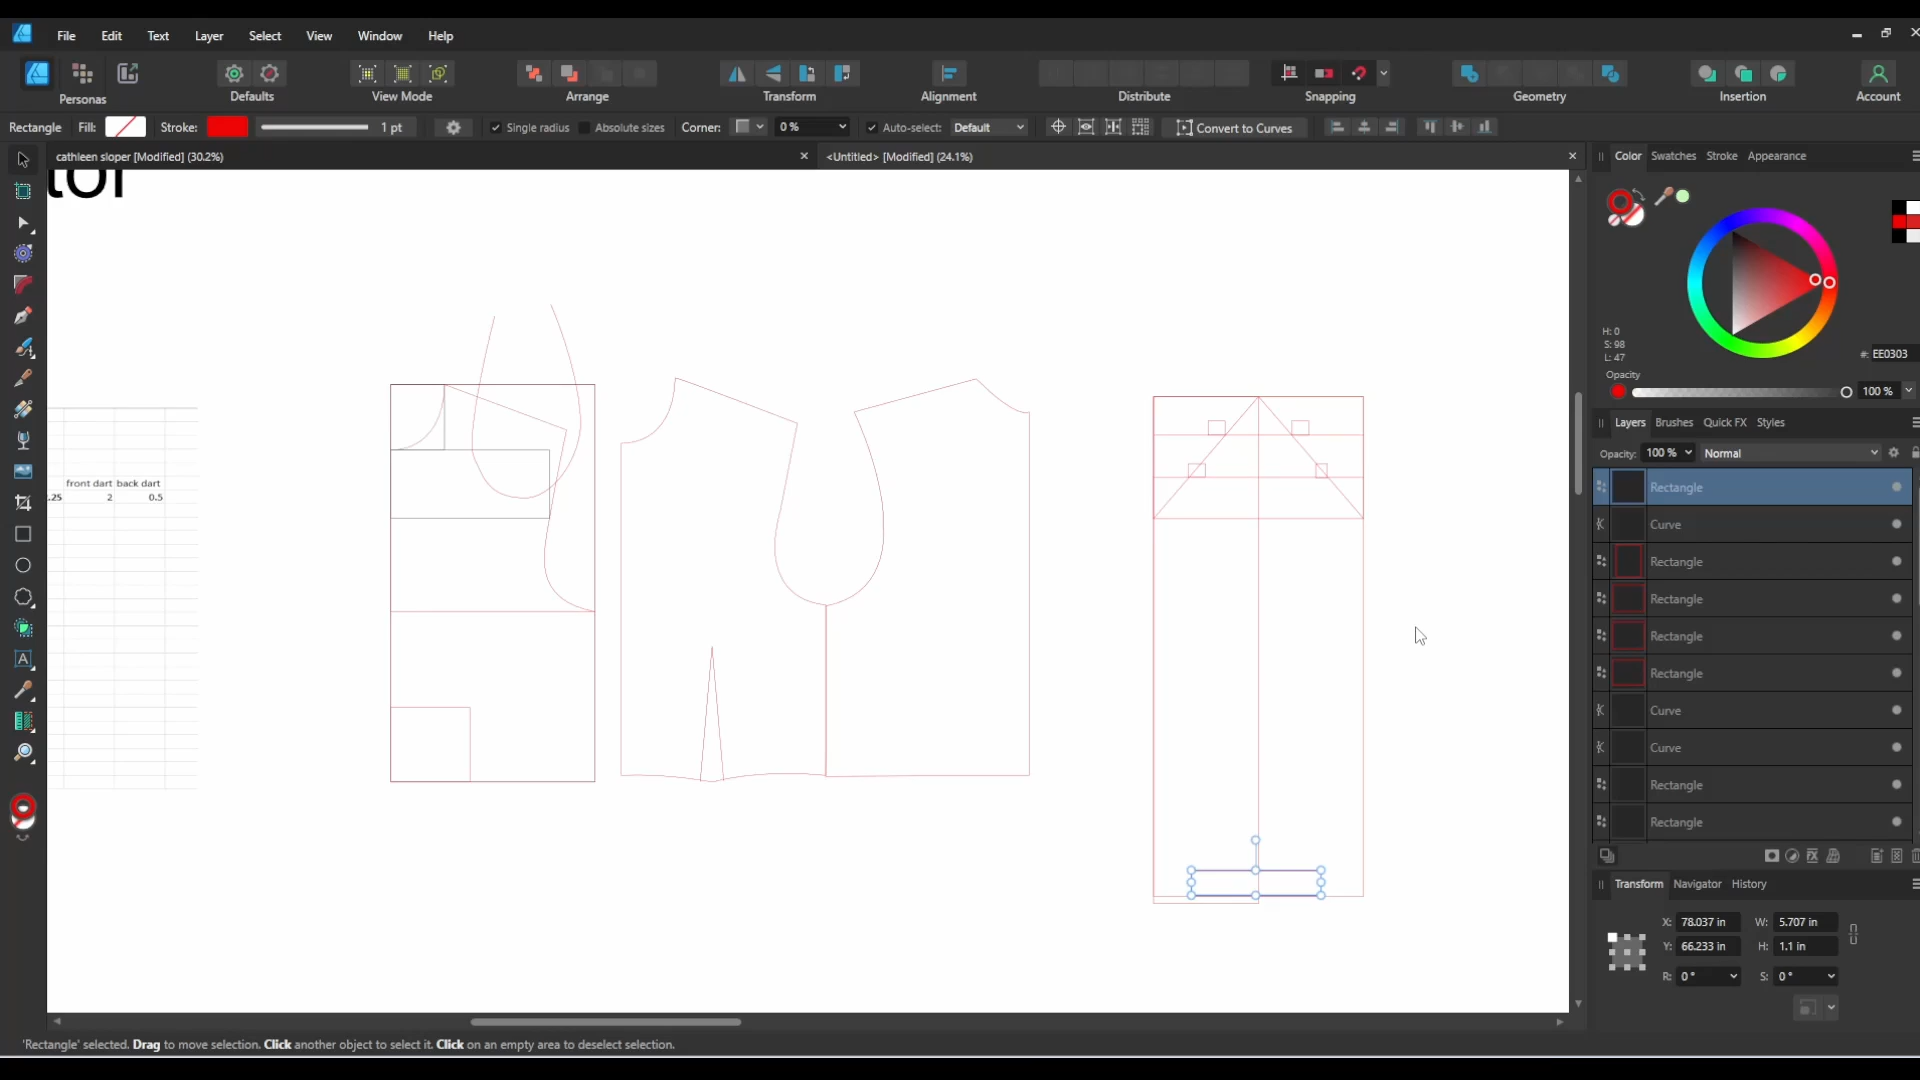 File Edit Text Layer Select View Window Help
Personas Defaults View Mode Arrange Transform Alignment Distribute Snapping Geometry Insertion Account
Rectangle Fill: Stroke: 1 pt Single radius Absolute sizes Corner: 0 % Auto-select: Default Convert to Curves
cathleen sloper [Modified] (30.2%) <Untitled> [Modified] (24.1%)
Color Swatches Stroke Appearance
tor
H: 0
S: 98
L: 47
#: EE0303
Opacity
100 %
Layers Brushes Quick FX Styles
Opacity: 100 % Normal
Rectangle
Curve
Rectangle
Rectangle
Rectangle
Rectangle
Curve
Curve
Rectangle
Rectangle
front dart back dart
.25 2 0.5
Transform Navigator History
X: 78.037 in W: 5.707 in
Y: 66.233 in H: 1.1 in
R: 0 ° S: 0 °
'Rectangle' selected. Drag to move selection. Click another object to select it. Click on an empty area to deselect selection.